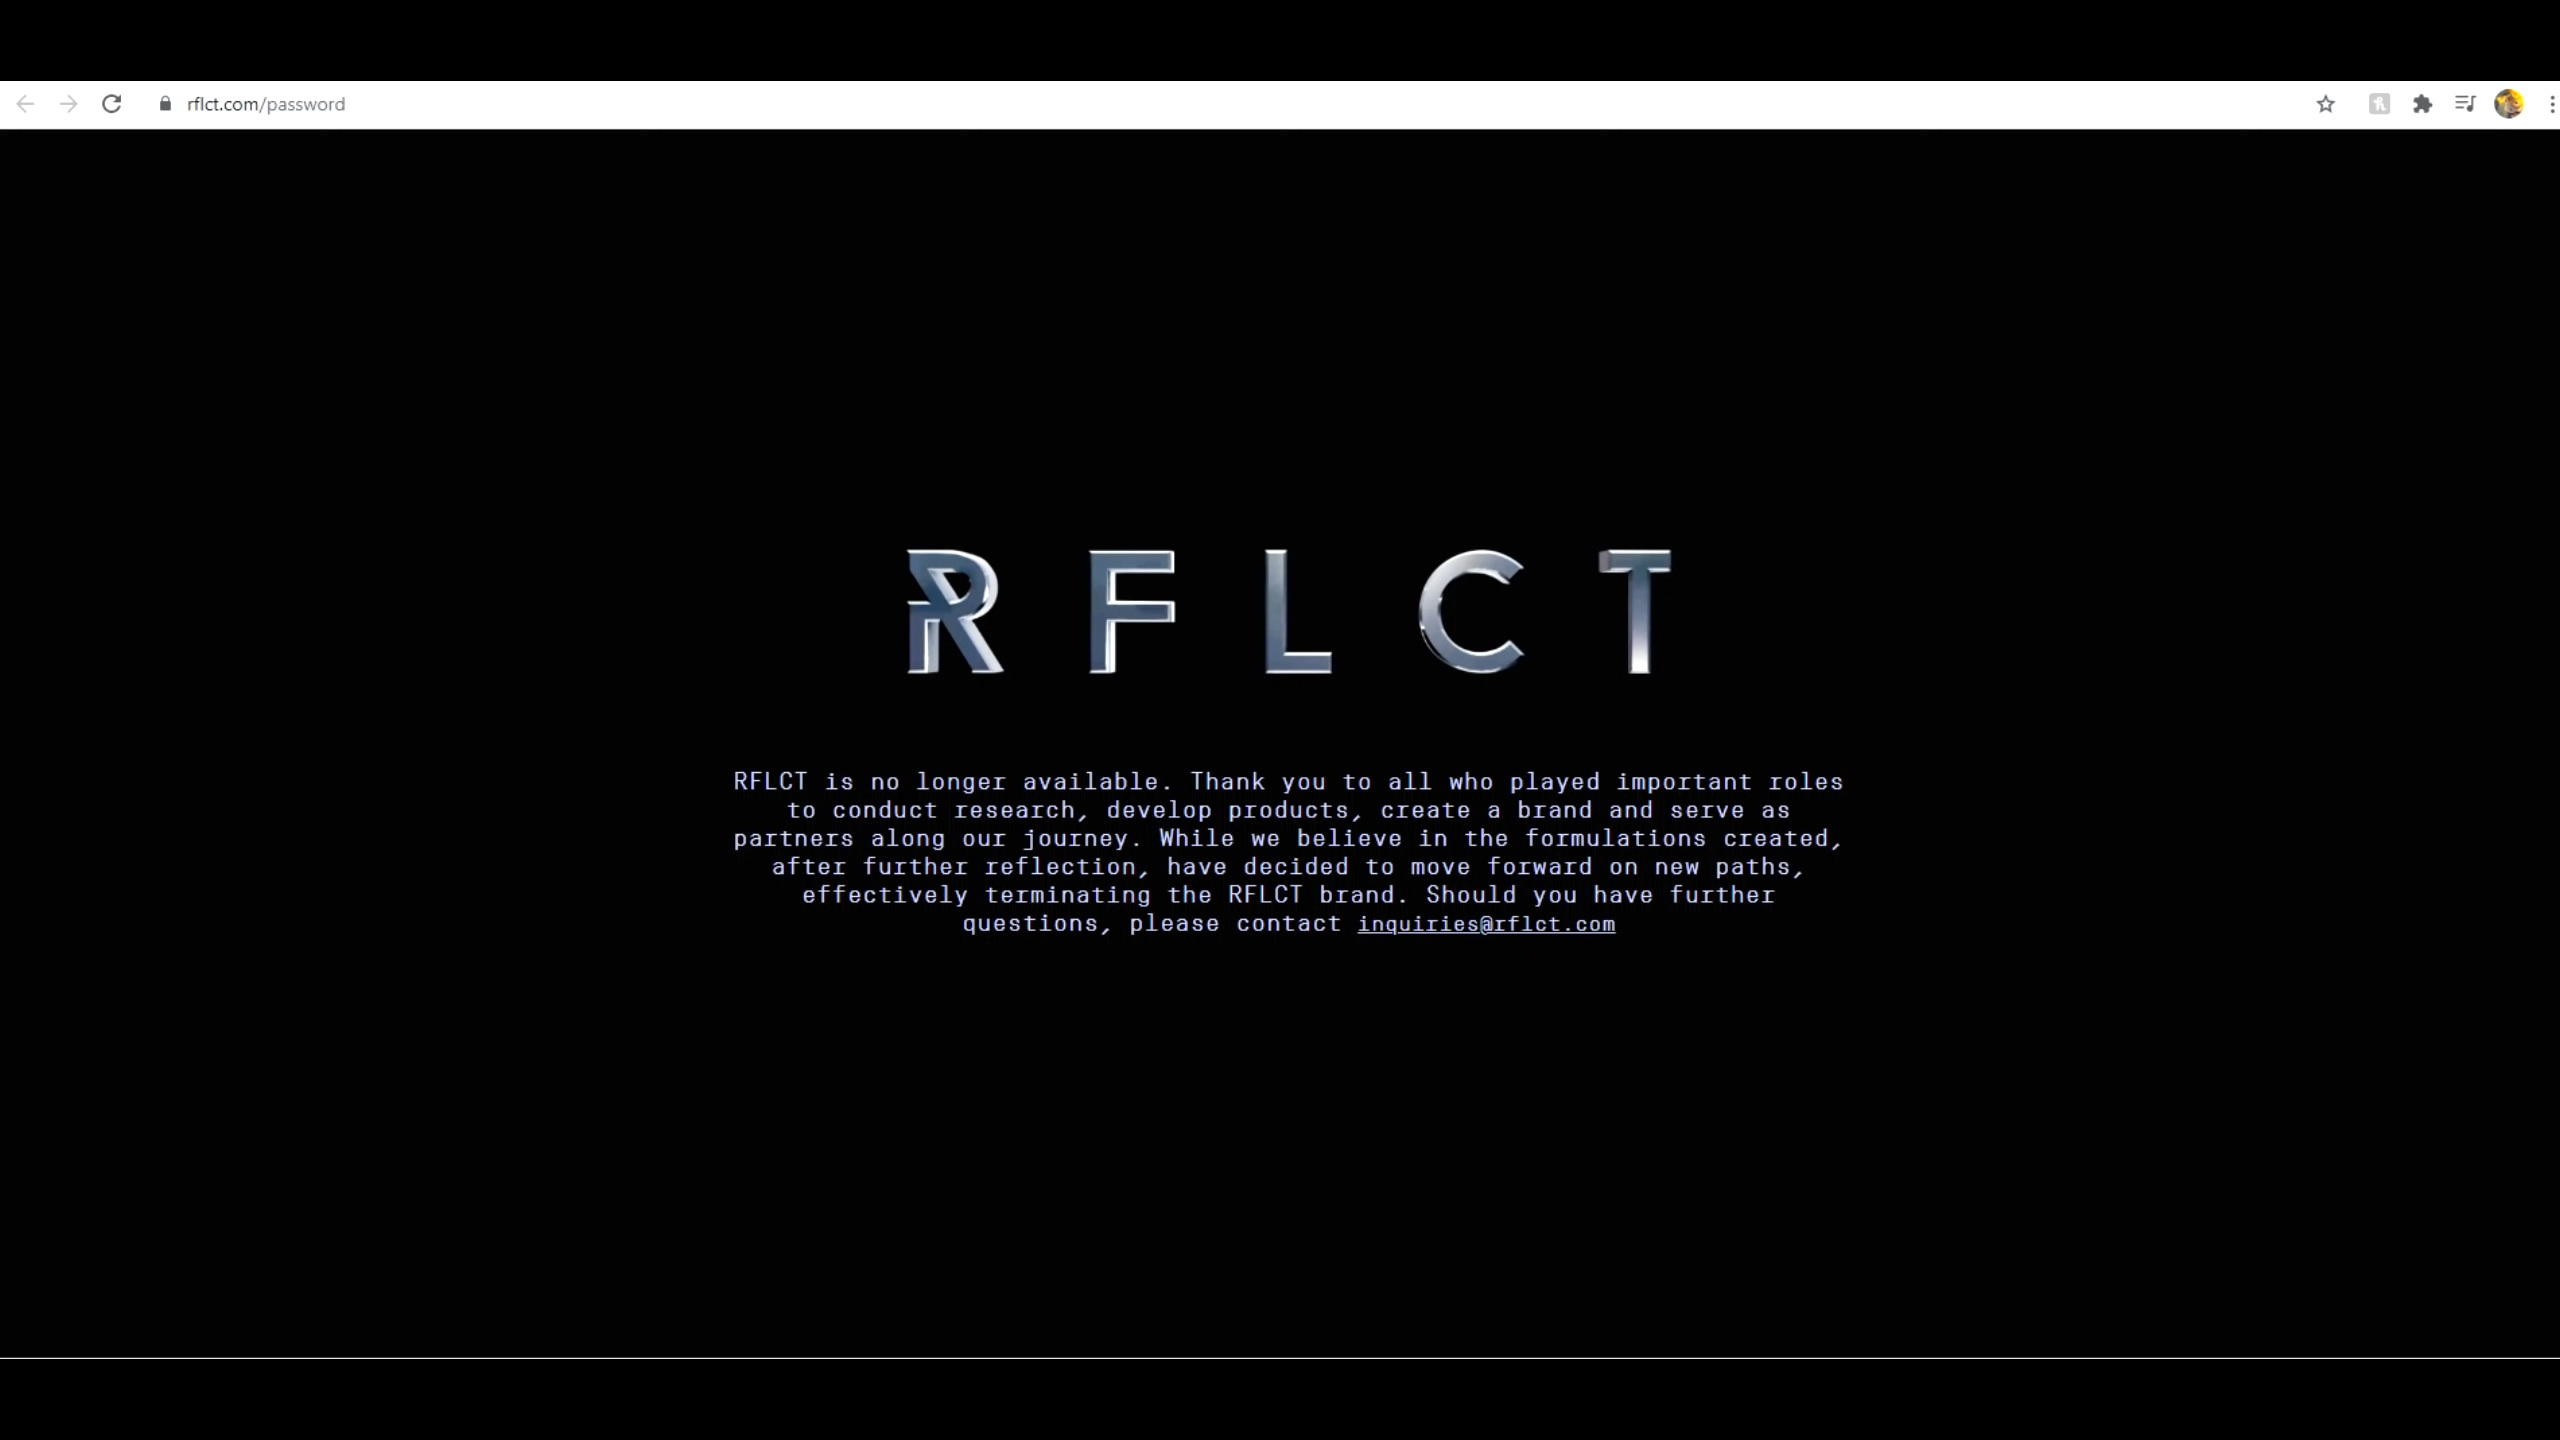 rflct.com/password
RFLCT
RFLCT is no longer available. Thank you to all who played important roles
to conduct research, develop products, create a brand and serve as
partners along our journey. While we believe in the formulations created,
after further reflection, have decided to move forward on new paths,
effectively terminating the RFLCT brand. Should you have further
questions, please contact inquiries@rflct.com